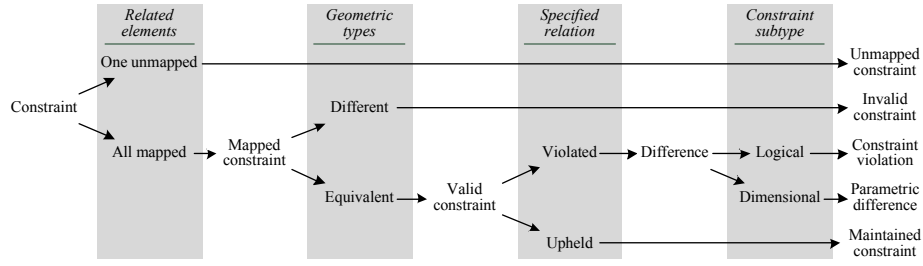 Related
elements
Geometric
types
Specified
relation
Constraint
subtype
One unmapped
Unmapped
constraint
Constraint
Different
Invalid
constraint
All mapped
Mapped
constraint
Violated
Difference
Logical
Constraint
violation
Equivalent
Valid
constraint
Dimensional
Parametric
difference
Upheld
Maintained
constraint